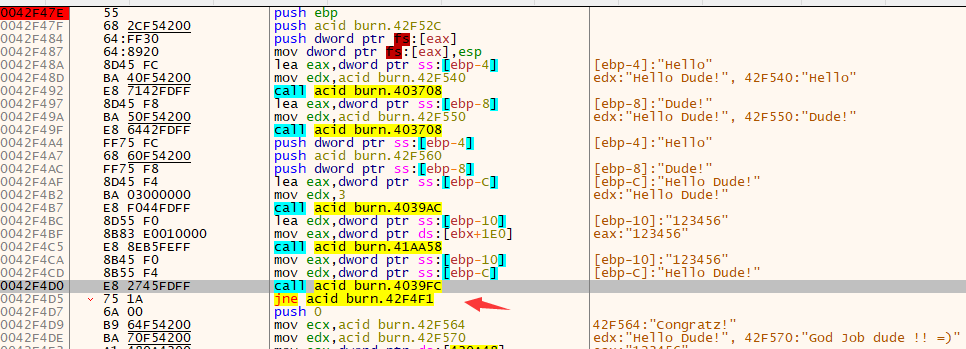 0042F47E 55 push ebp
0042F47F 68 2CF54200 push acid burn.42F52C
0042F484 64:FF30 push dword ptr fs:[eax]
0042F487 64:8920 mov dword ptr fs:[eax],esp
0042F48A 8D45 FC lea eax,dword ptr ss:[ebp-4] [ebp-4]:"Hello"
0042F48D BA 40F54200 mov edx,acid burn.42F540 edx:"Hello Dude!", 42F540:"Hello"
0042F492 E8 7142FDFF call acid burn.403708
0042F497 8D45 F8 lea eax,dword ptr ss:[ebp-8] [ebp-8]:"Dude!"
0042F49A BA 50F54200 mov edx,acid burn.42F550 edx:"Hello Dude!", 42F550:"Dude!"
0042F49F E8 6442FDFF call acid burn.403708
0042F4A4 FF75 FC push dword ptr ss:[ebp-4] [ebp-4]:"Hello"
0042F4A7 68 60F54200 push acid burn.42F560
0042F4AC FF75 F8 push dword ptr ss:[ebp-8] [ebp-8]:"Dude!"
0042F4AF 8D45 F4 lea eax,dword ptr ss:[ebp-C] [ebp-C]:"Hello Dude!"
0042F4B2 BA 03000000 mov edx,3 edx:"Hello Dude!"
0042F4B7 E8 F044FDFF call acid burn.4039AC
0042F4BC 8D55 F0 lea edx,dword ptr ss:[ebp-10] [ebp-10]:"123456"
0042F4BF 8B83 E0010000 mov eax,dword ptr ds:[ebx+1E0] eax:"123456"
0042F4C5 E8 8EB5FEFF call acid burn.41AA58
0042F4CA 8B45 F0 mov eax,dword ptr ss:[ebp-10] [ebp-10]:"123456"
0042F4CD 8B55 F4 mov edx,dword ptr ss:[ebp-C] [ebp-C]:"Hello Dude!"
0042F4D0 E8 2745FDFF call acid burn.4039FC
0042F4D5 75 1A jne acid burn.42F4F1
0042F4D7 6A 00 push 0
0042F4D9 B9 64F54200 mov ecx,acid burn.42F564 42F564:"Congratz!"
0042F4DE BA 70F54200 mov edx,acid burn.42F570 edx:"Hello Dude!", 42F570:"God Job dude !! =)"